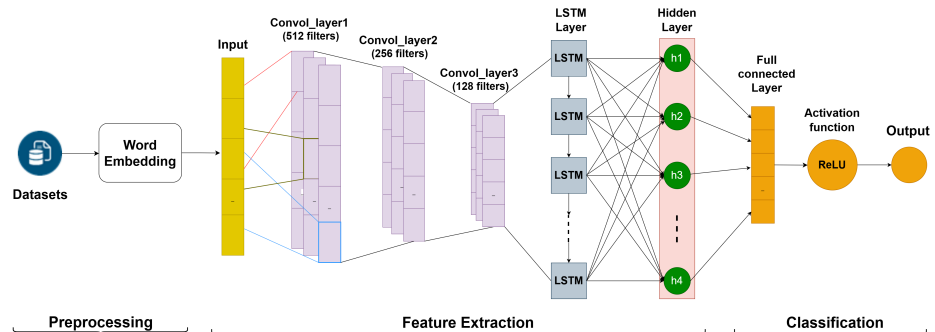 Datasets
Word
Embedding
Input
Convol_layer1
(512 filters)
Convol_layer2
(256 filters)
Convol_layer3
(128 filters)
LSTM
Layer
LSTM
LSTM
LSTM
LSTM
Hidden
Layer
h1
h2
h3
h4
Full
connected
Layer
Activation
function
ReLU
Output
Preprocessing
Feature Extraction
Classification